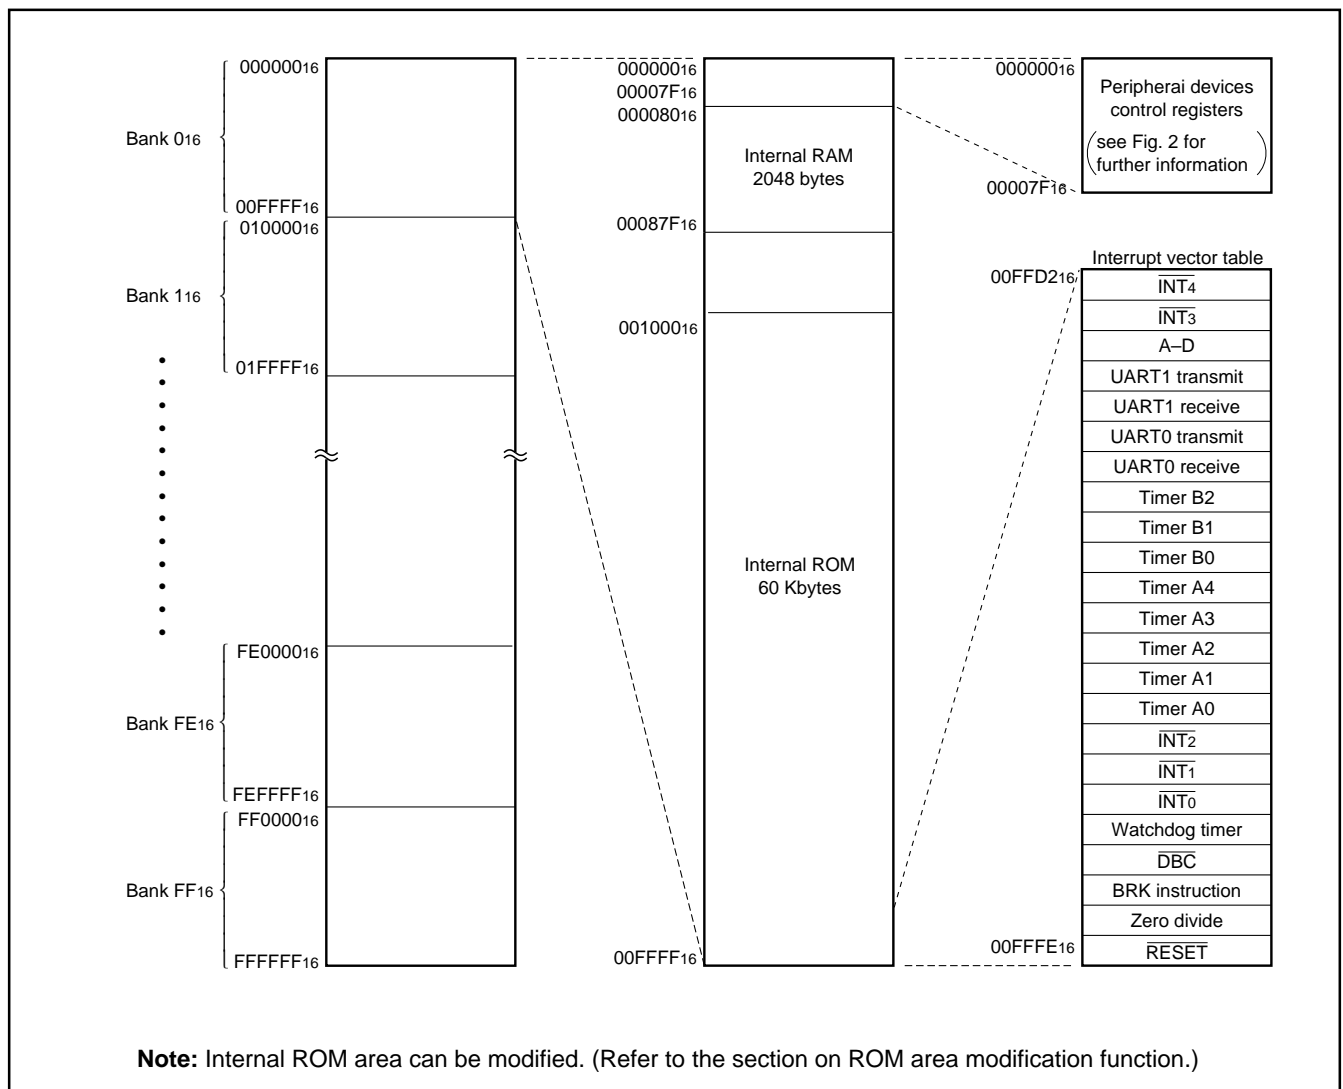 00000016
Bank 016
00FFFF16
01000016
Bank 116
01FFFF16
FE000016
Bank FE16
FEFFFF16
FF000016
Bank FF16
FFFFFF16
00000016
00007F16
00008016
Internal RAM
2048 bytes
00087F16
00100016
Internal ROM
60 Kbytes
00FFFF16
00000016
Peripherai devices
control registers
(see Fig. 2 for
further information)
00007F16
Interrupt vector table
00FFD216
INT4
INT3
A–D
UART1 transmit
UART1 receive
UART0 transmit
UART0 receive
Timer B2
Timer B1
Timer B0
Timer A4
Timer A3
Timer A2
Timer A1
Timer A0
INT2
INT1
INT0
Watchdog timer
DBC
BRK instruction
Zero divide
00FFFE16
RESET
Note: Internal ROM area can be modified. (Refer to the section on ROM area modification function.)